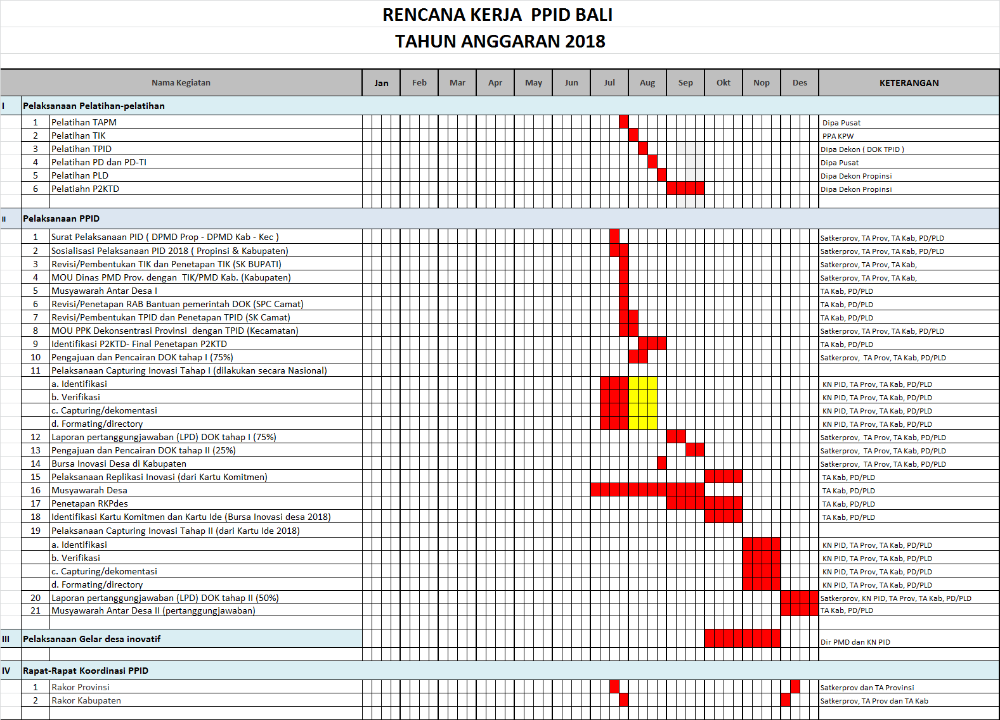 RENCANA KERJA  PPID BALI
TAHUN ANGGARAN 2018
Nama Kegiatan Jan Feb Mar Apr May Jun Jul Aug Sep Okt Nop Des KETERANGAN
I Pelaksanaan Pelatihan-pelatihan
1 Pelatihan TAPM Dipa Pusat
2 Pelatihan TIK PPA KPW
3 Pelatihan TPID Dipa Dekon ( DOK TPID )
4 Pelatihan PD dan PD-TI Dipa Pusat
5 Pelatihan PLD Dipa Dekon Propinsi
6 Pelatiahn P2KTD Dipa Dekon Propinsi
II Pelaksanaan PPID
1 Surat Pelaksanaan PID ( DPMD Prop - DPMD Kab - Kec ) Satkerprov, TA Prov, TA Kab, PD/PLD
2 Sosialisasi Pelaksanaan PID 2018 ( Propinsi & Kabupaten) Satkerprov, TA Prov, TA Kab, PD/PLD
3 Revisi/Pembentukan TIK dan Penetapan TIK (SK BUPATI) Satkerprov, TA Prov, TA Kab,
4 MOU Dinas PMD Prov. dengan  TIK/PMD Kab. (Kabupaten) Satkerprov, TA Prov, TA Kab,
5 Musyawarah Antar Desa I TA Kab, PD/PLD
6 Revisi/Penetapan RAB Bantuan pemerintah DOK (SPC Camat) TA Kab, PD/PLD
7 Revisi/Pembentukan TPID dan Penetapan TPID (SK Camat) TA Kab, PD/PLD
8 MOU PPK Dekonsentrasi Provinsi  dengan TPID (Kecamatan) Satkerprov, TA Prov, TA Kab, PD/PLD
9 Identifikasi P2KTD- Final Penetapan P2KTD TA Kab, PD/PLD
10 Pengajuan dan Pencairan DOK tahap I (75%) Satkerprov,  TA Prov, TA Kab, PD/PLD
11 Pelaksanaan Capturing Inovasi Tahap I (dilakukan secara Nasional)
a. Identifikasi KN PID, TA Prov, TA Kab, PD/PLD
b. Verifikasi KN PID, TA Prov, TA Kab, PD/PLD
c. Capturing/dekomentasi KN PID, TA Prov, TA Kab, PD/PLD
d. Formating/directory KN PID, TA Prov, TA Kab, PD/PLD
12 Laporan pertanggungjawaban (LPD) DOK tahap I (75%) Satkerprov,  TA Prov, TA Kab, PD/PLD
13 Pengajuan dan Pencairan DOK tahap II (25%) Satkerprov,  TA Prov, TA Kab, PD/PLD
14 Bursa Inovasi Desa di Kabupaten Satkerprov,  TA Prov, TA Kab, PD/PLD
15 Pelaksanaan Replikasi Inovasi (dari Kartu Komitmen) TA Kab, PD/PLD
16 Musyawarah Desa TA Kab, PD/PLD
17 Penetapan RKPdes TA Kab, PD/PLD
18 Identifikasi Kartu Komitmen dan Kartu Ide (Bursa Inovasi desa 2018) TA Kab, PD/PLD
19 Pelaksanaan Capturing Inovasi Tahap II (dari Kartu Ide 2018)
a. Identifikasi KN PID, TA Prov, TA Kab, PD/PLD
b. Verifikasi KN PID, TA Prov, TA Kab, PD/PLD
c. Capturing/dekomentasi KN PID, TA Prov, TA Kab, PD/PLD
d. Formating/directory KN PID, TA Prov, TA Kab, PD/PLD
20 Laporan pertanggungjawaban (LPD) DOK tahap II (50%) Satkerprov, KN PID, TA Prov, TA Kab, PD/PLD
21 Musyawarah Antar Desa II (pertanggungjawaban) TA Kab, PD/PLD
III Pelaksanaan Gelar desa inovatif Dir PMD dan KN PID
IV Rapat-Rapat Koordinasi PPID
1 Rakor Provinsi Satkerprov dan TA Provinsi
2 Rakor Kabupaten Satkerprov, TA Prov dan TA Kab